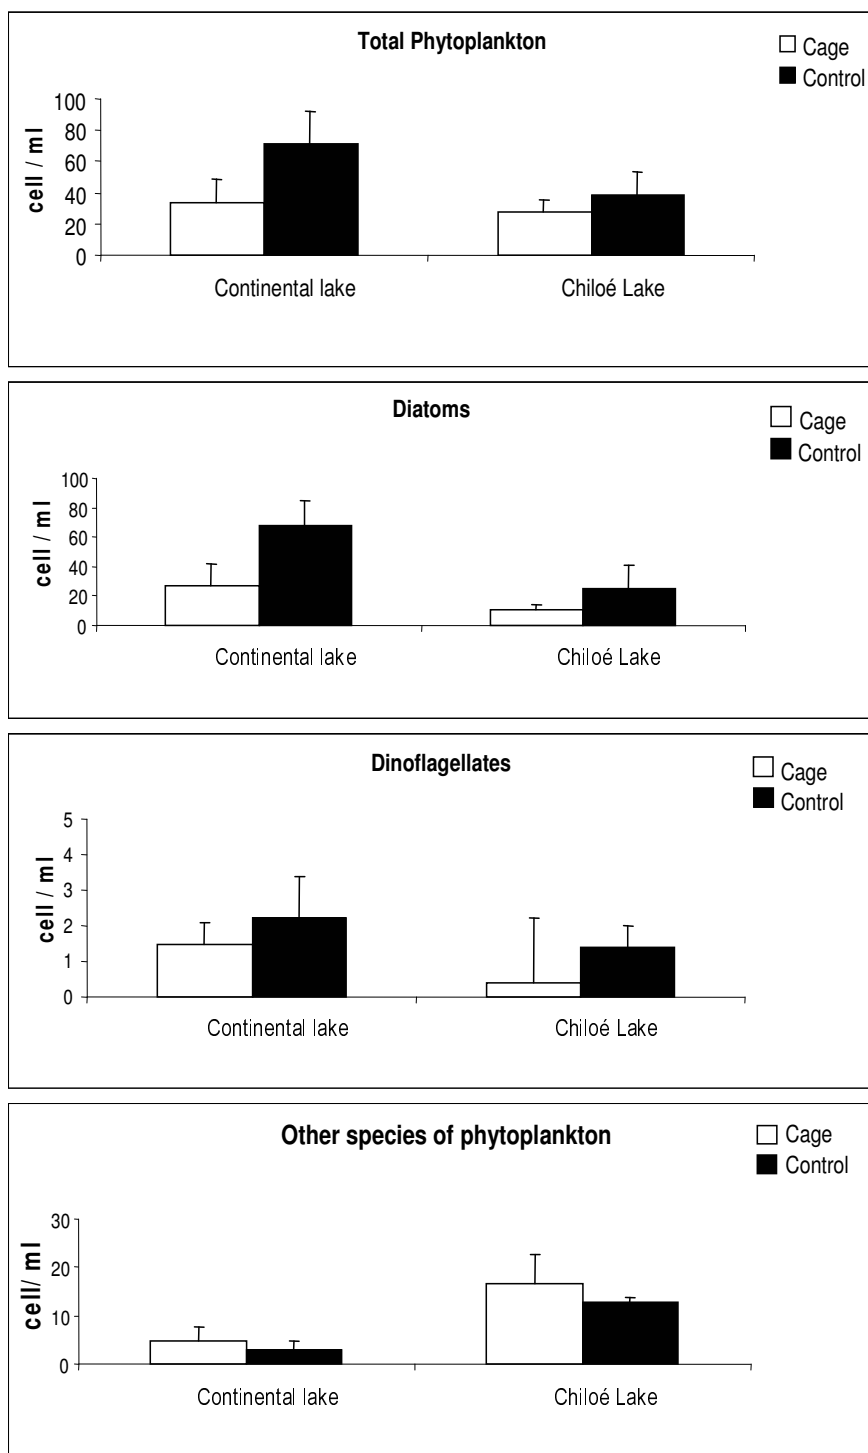 Total Phytoplankton
Cage
Control
cell / ml
100
80
60
40
20
0
Continental lake
Chiloé Lake
Diatoms
Cage
Control
cell / ml
100
80
60
40
20
0
Continental lake
Chiloé Lake
Dinoflagellates
Cage
Control
cell / ml
5
4
3
2
1
0
Continental lake
Chiloé Lake
Other species of phytoplankton
Cage
Control
cell/ ml
30
20
10
0
Continental lake
Chiloé Lake